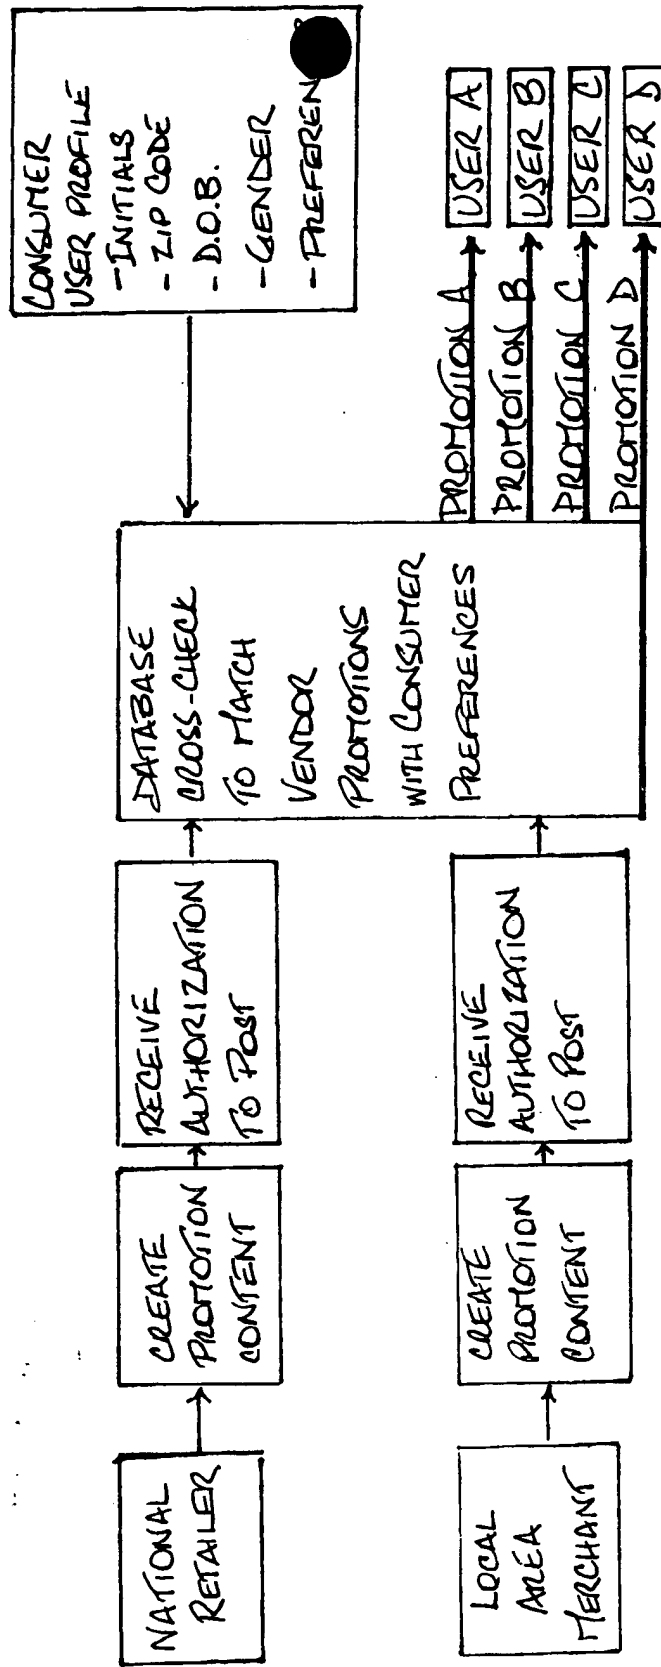 CONSUMER
USER PROFILE
- INITIALS
- ZIP CODE
- D.O.B.
- GENDER
- PREFEREN
NATIONAL
RETAILER
CREATE
PROMOTION
CONTENT
RECEIVE
AUTHORIZATION
TO POST
DATABASE
CROSS-CHECK
TO MATCH
VENDOR
PROMOTIONS
WITH CONSUMER
PREFERENCES
PROMOTION A
USER A
PROMOTION B
USER B
PROMOTION C
USER C
PROMOTION D
USER D
LOCAL
AREA
MERCHANT
CREATE
PROMOTION
CONTENT
RECEIVE
AUTHORIZATION
TO POST